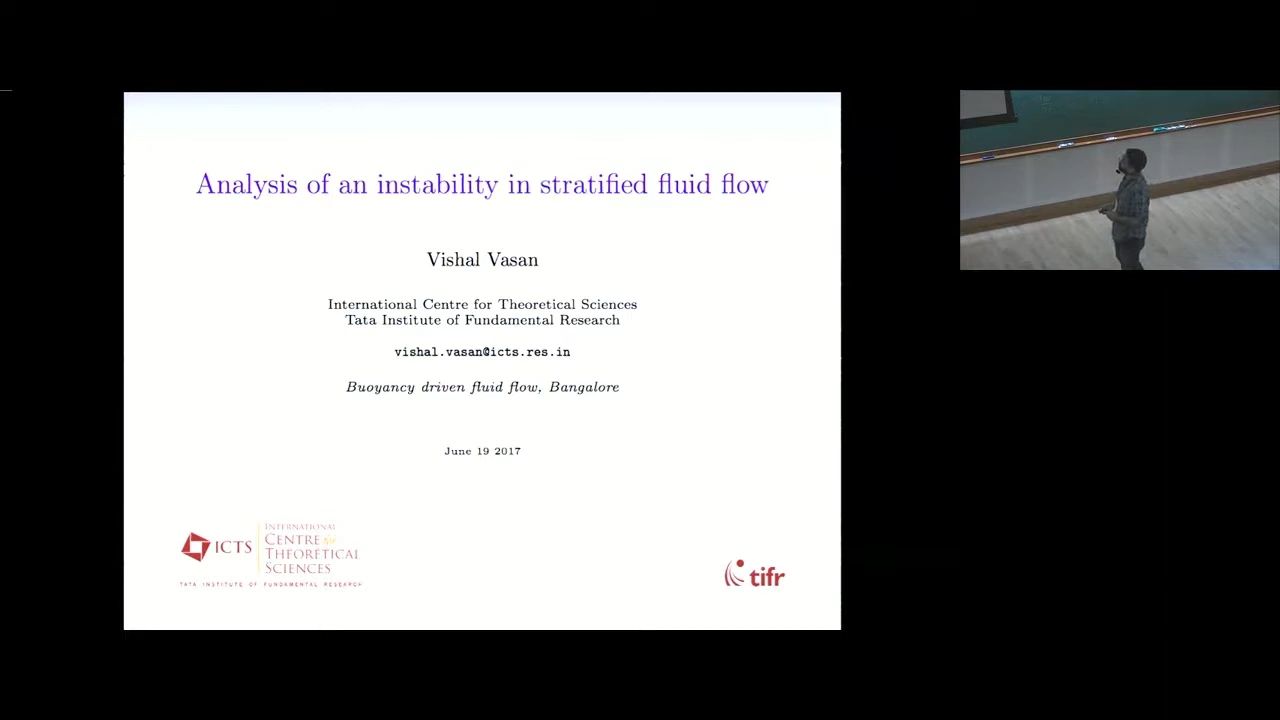 Analysis of an instability in stratified fluid flow
Vishal Vasan
International Centre for Theoretical Sciences
Tata Institute of Fundamental Research
vishal.vasan@icts.res.in
Buoyancy driven fluid flow, Bangalore
June 19 2017
ICTS
INTERNATIONAL
CENTRE for
THEORETICAL
SCIENCES
TATA INSTITUTE OF FUNDAMENTAL RESEARCH
tifr